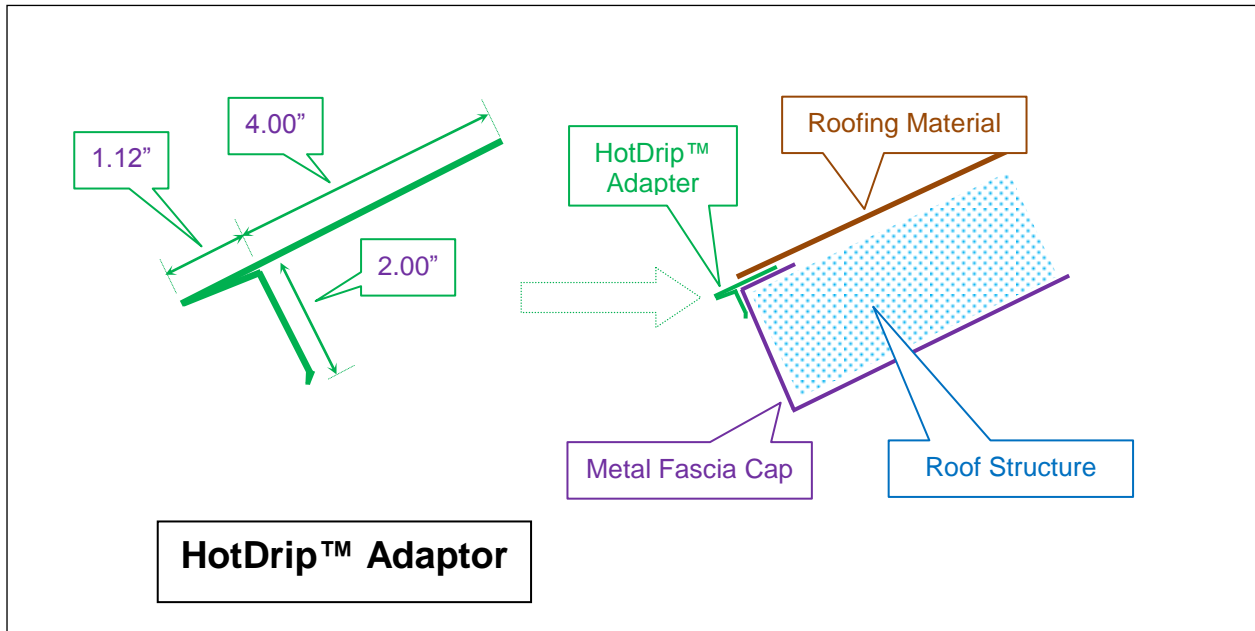 4.00”
1.12”
2.00”
HotDrip™
Adapter
Roofing Material
Metal Fascia Cap
Roof Structure
HotDrip™ Adaptor